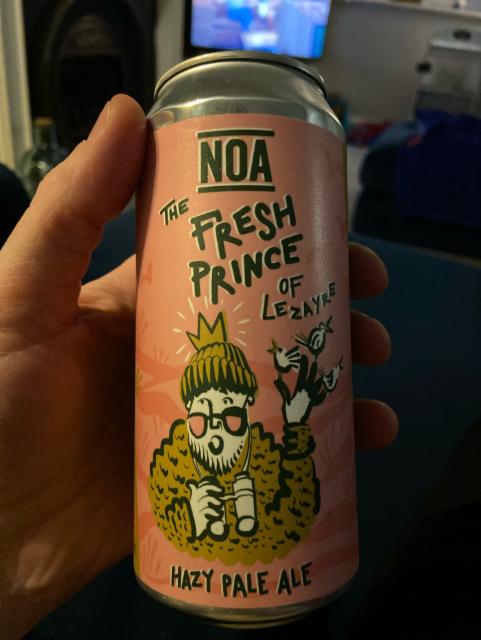 NOA
THE
FRESH
PRINCE
OF
LEZAYRE
HAZY PALE ALE